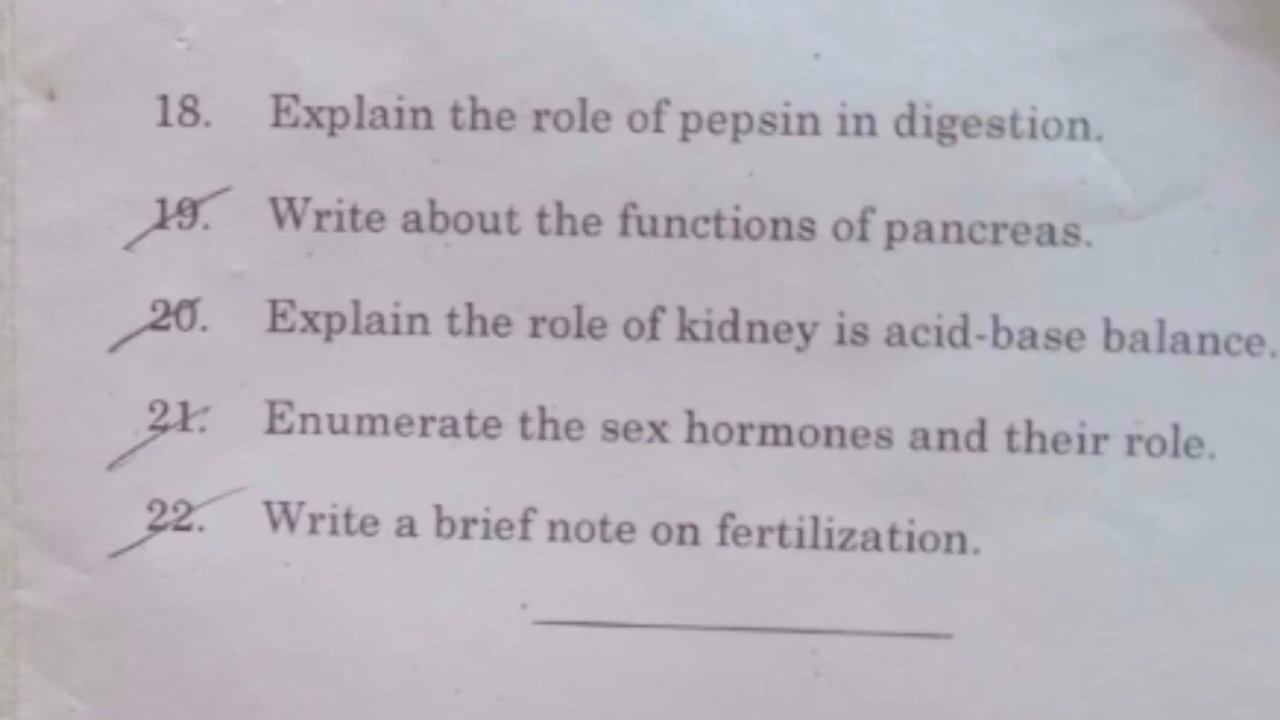 18. Explain the role of pepsin in digestion.
19. Write about the functions of pancreas.
20. Explain the role of kidney is acid-base balance.
21. Enumerate the sex hormones and their role.
22. Write a brief note on fertilization.